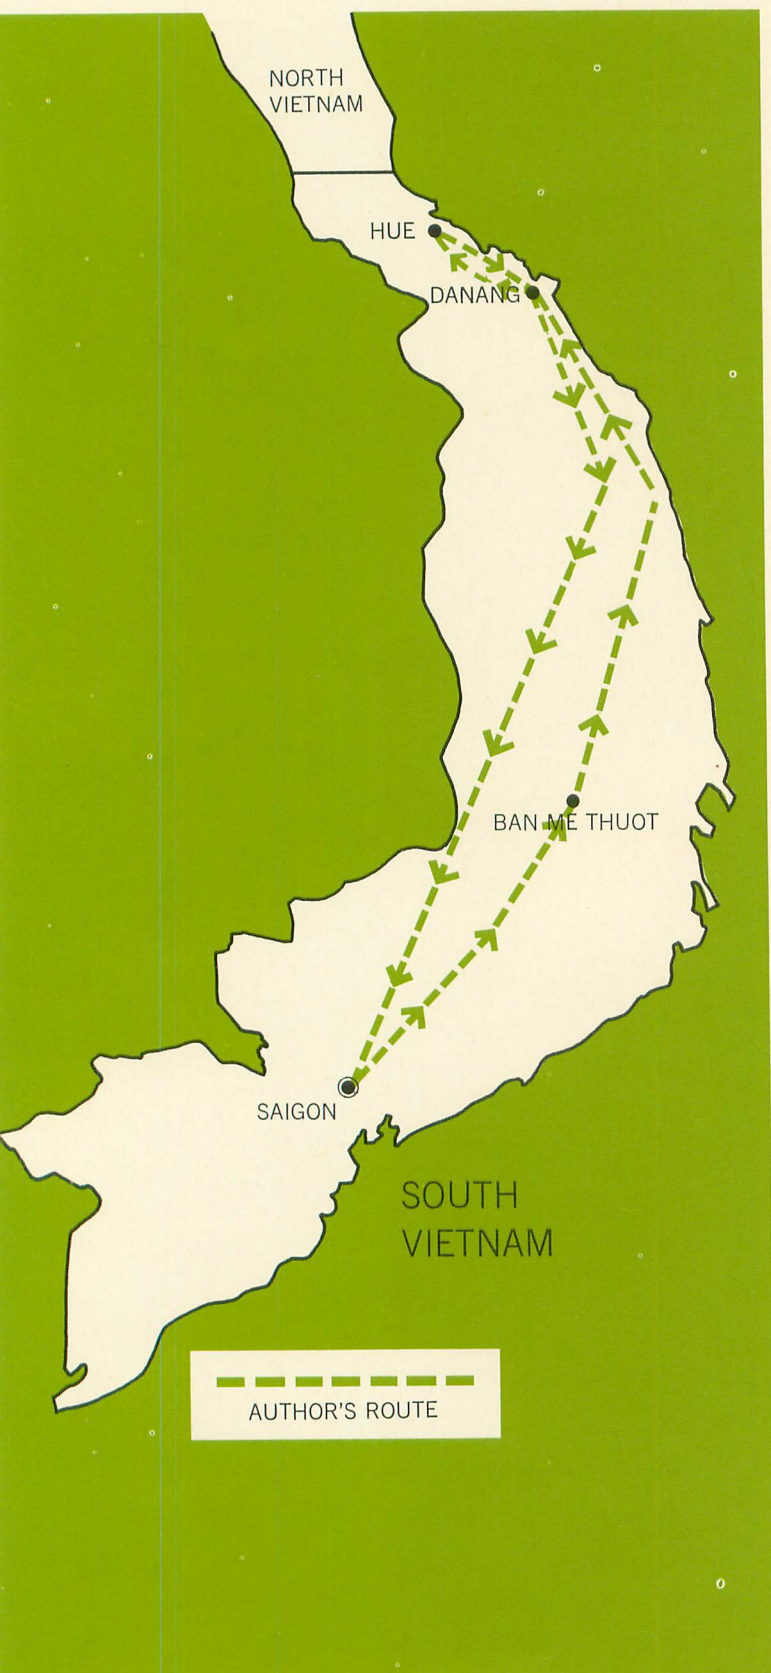 NORTH
VIETNAM
HUE
DANANG
BAN ME THUOT
SAIGON
SOUTH
VIETNAM
AUTHOR'S ROUTE